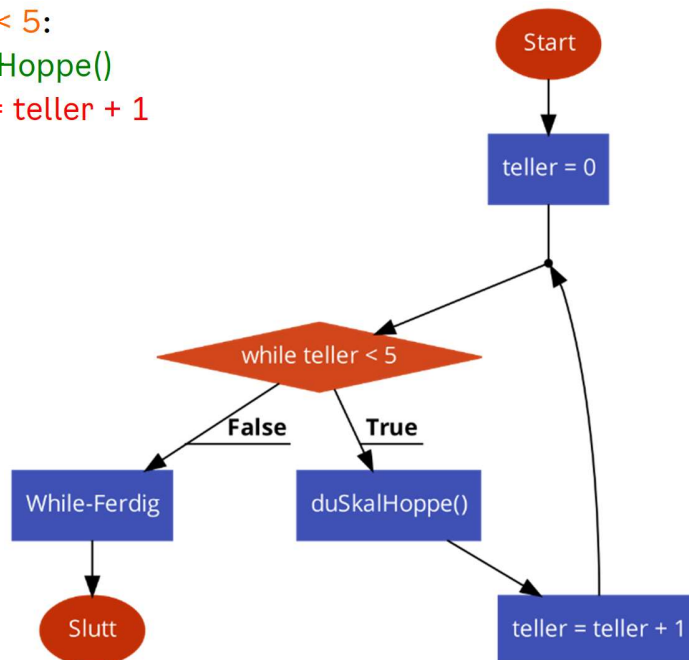 < 5:
Hoppe()
= teller + 1
Start
teller = 0
while teller < 5
False
True
While-Ferdig
duSkalHoppe()
Slutt
teller = teller + 1